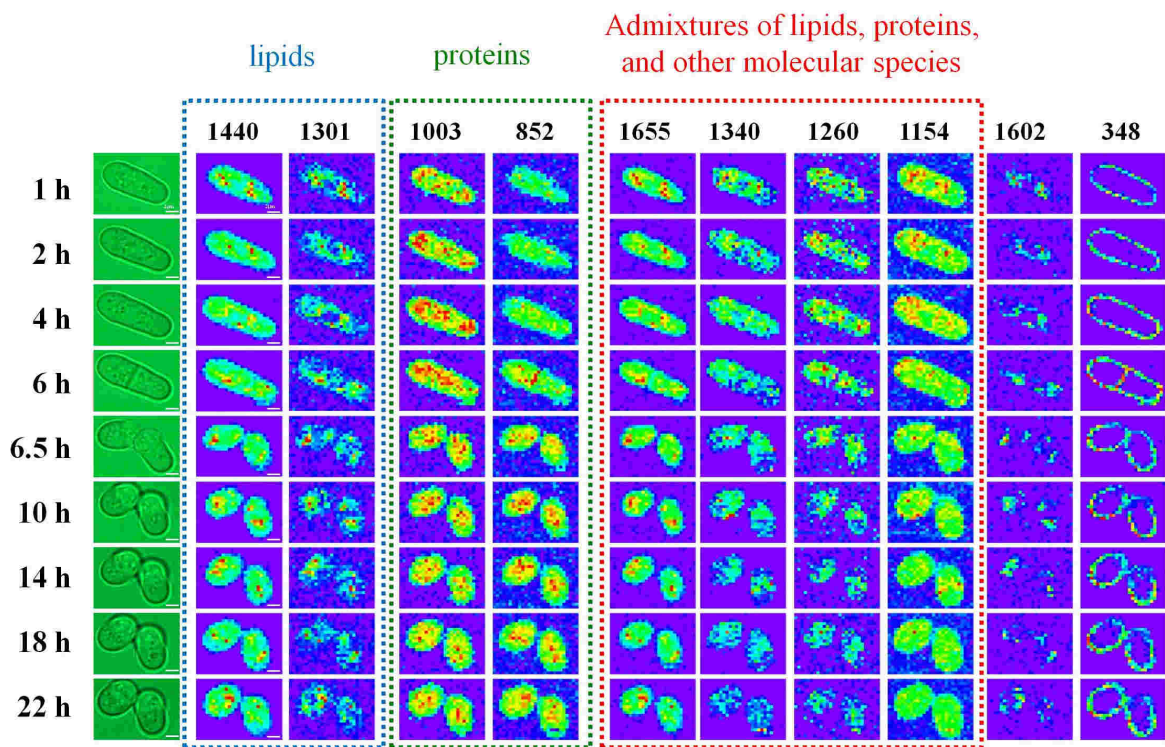 Admixtures of lipids, proteins,
and other molecular species
lipids
proteins
1440 1301 1003 852 1655 1340 1260 1154 1602 348
1 h
2 h
4 h
6 h
6.5 h
10 h
14 h
18 h
22 h